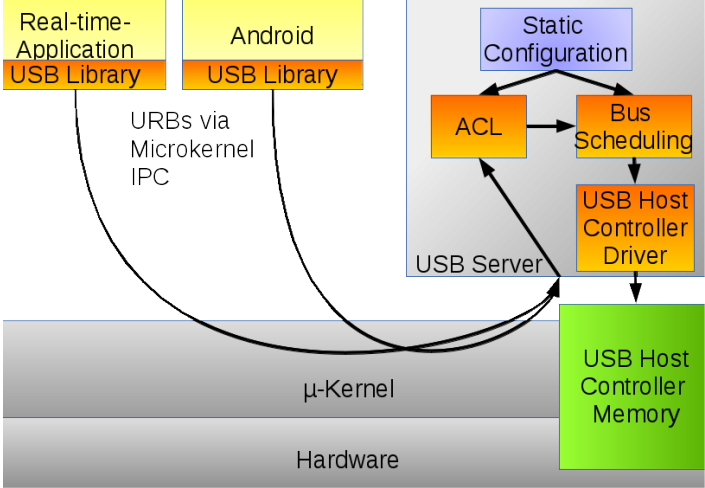 Real-time-
Application
USB Library
Android
USB Library
URBs via
Microkernel
IPC
Static
Configuration
ACL
Bus
Scheduling
USB Host
Controller
Driver
USB Server
USB Host
Controller
Memory
µ-Kernel
Hardware